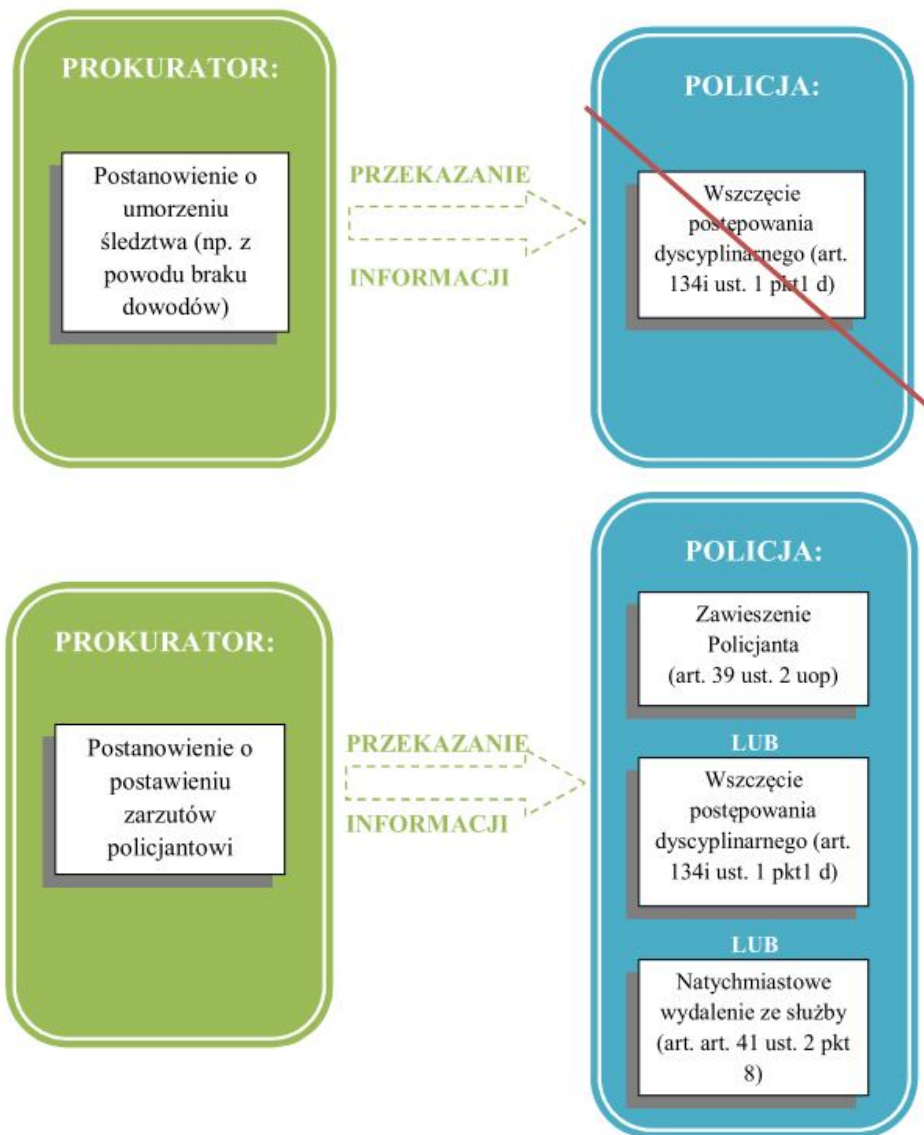 PROKURATOR:
Postanowienie o
umorzeniu
śledztwa (np. z
powodu braku
dowodów)
PRZEKAZANIE
INFORMACJI
POLICJA:
Wszczęcie
postępowania
dyscyplinarnego (art.
134i ust. 1 pkt1 d)
PROKURATOR:
Postanowienie o
postawieniu
zarzutów
policjantowi
PRZEKAZANIE
INFORMACJI
POLICJA:
Zawieszenie
Policjanta
(art. 39 ust. 2 uop)
LUB
Wszczęcie
postępowania
dyscyplinarnego (art.
134i ust. 1 pkt1 d)
LUB
Natychmiastowe
wydalenie ze służby
(art. art. 41 ust. 2 pkt
8)